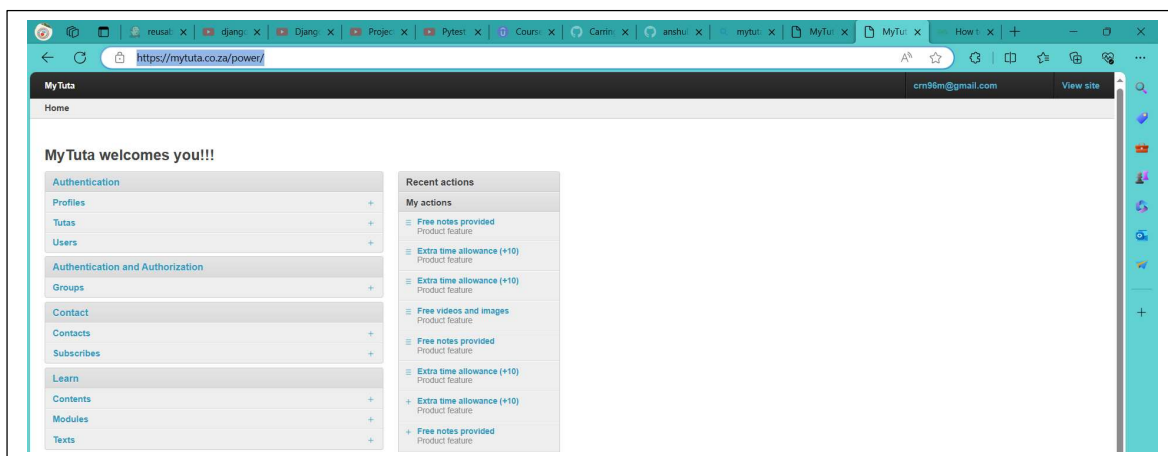 reusab
django
Django
Projec
Pytest
Course
Carrin
anshul
mytuta
MyTut
MyTut
How t
https://mytuta.co.za/power/
MyTuta
crn96m@gmail.com
View site
Home
MyTuta welcomes you!!!
Authentication
Profiles
Tutas
Users
Authentication and Authorization
Groups
Contact
Contacts
Subscribes
Learn
Contents
Modules
Texts
Recent actions
My actions
Free notes provided
Product feature
Extra time allowance (+10)
Product feature
Extra time allowance (+10)
Product feature
Free videos and images
Product feature
Free notes provided
Product feature
Extra time allowance (+10)
Product feature
Extra time allowance (+10)
Product feature
Free notes provided
Product feature